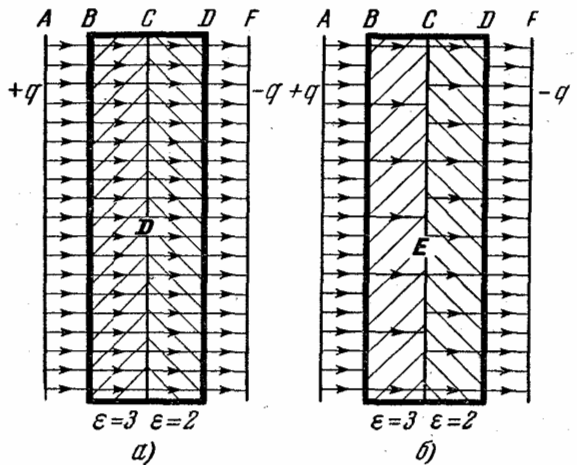 A B C D F A B C D F
+q -q +q -q
D E
ε=3 ε=2 ε=3 ε=2
а) б)